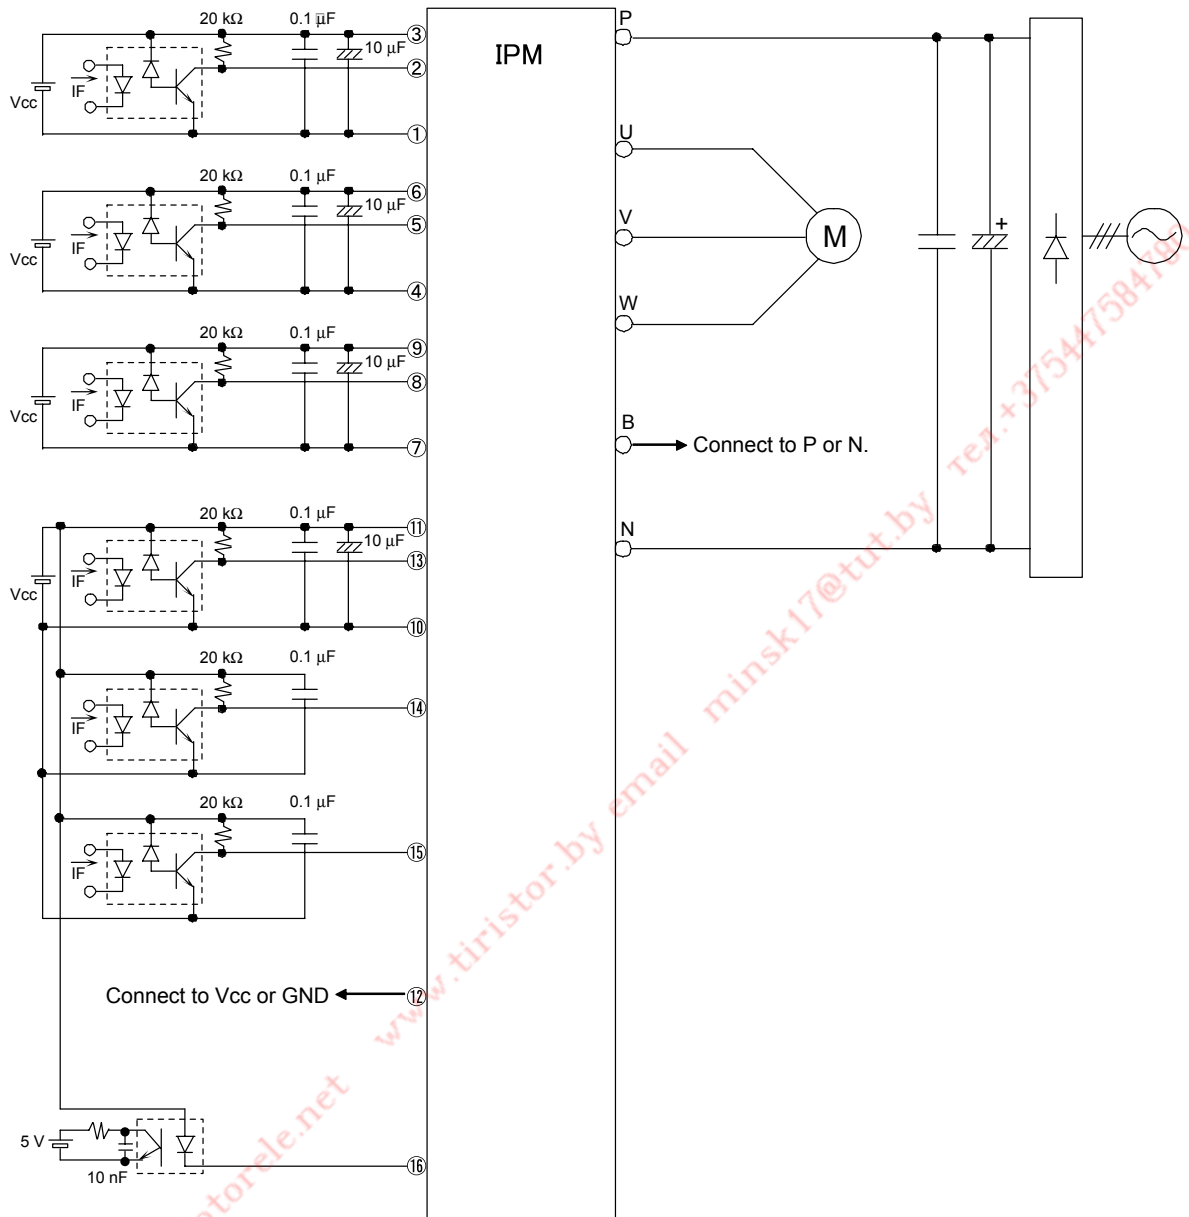 20 kΩ 0.1 µF
10 µF
③
②
①
IF
Vcc
20 kΩ 0.1 µF
10 µF
⑥
⑤
④
IF
Vcc
20 kΩ 0.1 µF
10 µF
⑨
⑧
⑦
IF
Vcc
20 kΩ 0.1 µF
10 µF
⑪
⑬
⑩
IF
Vcc
20 kΩ 0.1 µF
⑭
IF
20 kΩ 0.1 µF
⑮
IF
Connect to Vcc or GND
⑫
5 V
10 nF
⑯
IPM
P
U
V
W
M
B
Connect to P or N.
N
+
www.tiristor.by email minsk17@tut.by тел.+375447584780